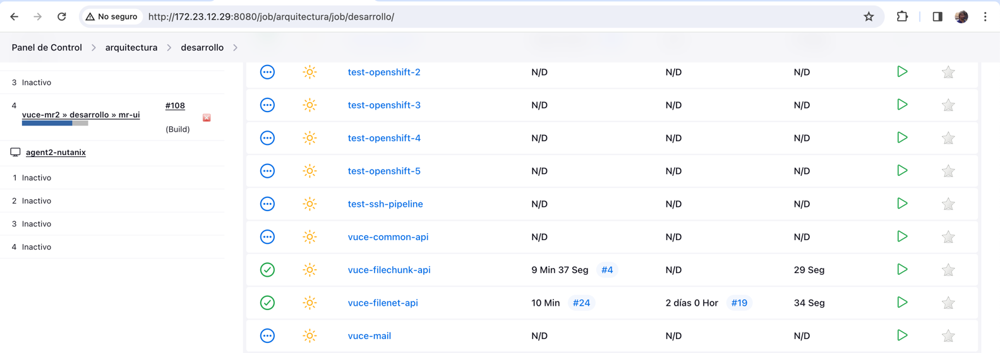 No seguro http://172.23.12.29:8080/job/arquitectura/job/desarrollo/
Panel de Control arquitectura desarrollo
3 Inactivo
4 vuce-mr2 » desarrollo » mr-ui #108
(Build)
agent2-nutanix
1 Inactivo
2 Inactivo
3 Inactivo
4 Inactivo
test-openshift-2 N/D N/D N/D
test-openshift-3 N/D N/D N/D
test-openshift-4 N/D N/D N/D
test-openshift-5 N/D N/D N/D
test-ssh-pipeline N/D N/D N/D
vuce-common-api N/D N/D N/D
vuce-filechunk-api 9 Min 37 Seg #4 N/D 29 Seg
vuce-filenet-api 10 Min #24 2 días 0 Hor #19 34 Seg
vuce-mail N/D N/D N/D